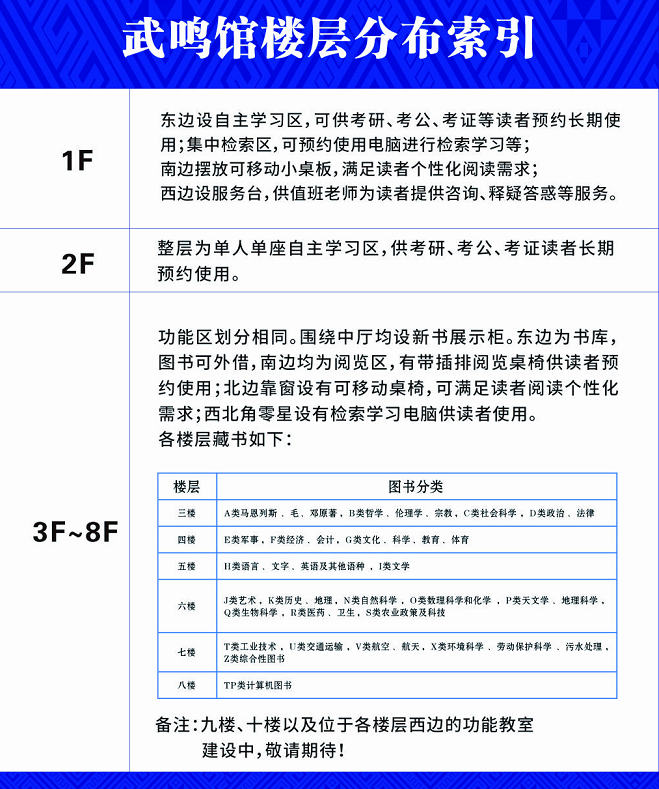 武鸣馆楼层分布索引
1F
东边设自主学习区，可供考研、考公、考证等读者预约长期使
用；集中检索区，可预约使用电脑进行检索学习等；
南边摆放可移动小桌板，满足读者个性化阅读需求；
西边设服务台，供值班老师为读者提供咨询、释疑答惑等服务。
2F
整层为单人单座自主学习区，供考研、考公、考证读者长期
预约使用。
3F~8F
功能区划分相同。围绕中厅均设新书展示柜。东边为书库，
图书可外借，南边均为阅览区，有带插排阅览桌椅供读者预
约使用；北边靠窗设有可移动桌椅，可满足读者阅读个性化
需求；西北角零星设有检索学习电脑供读者使用。
各楼层藏书如下：
楼层 图书分类
三楼 A类马恩列斯、毛、邓原著，B类哲学、伦理学、宗教，C类社会科学，D类政治、法律
四楼 E类军事，F类经济、会计，G类文化、科学、教育、体育
五楼 H类语言、文字、英语及其他语种，I类文学
六楼 J类艺术，K类历史、地理，N类自然科学，O类数理科学和化学，P类天文学、地理科学，
Q类生物科学，R类医药、卫生，S类农业政策及科技
七楼 T类工业技术，U类交通运输，V类航空、航天，X类环境科学、劳动保护科学、污水处理，
Z类综合性图书
八楼 TP类计算机图书
备注：九楼、十楼以及位于各楼层西边的功能教室
建设中，敬请期待！